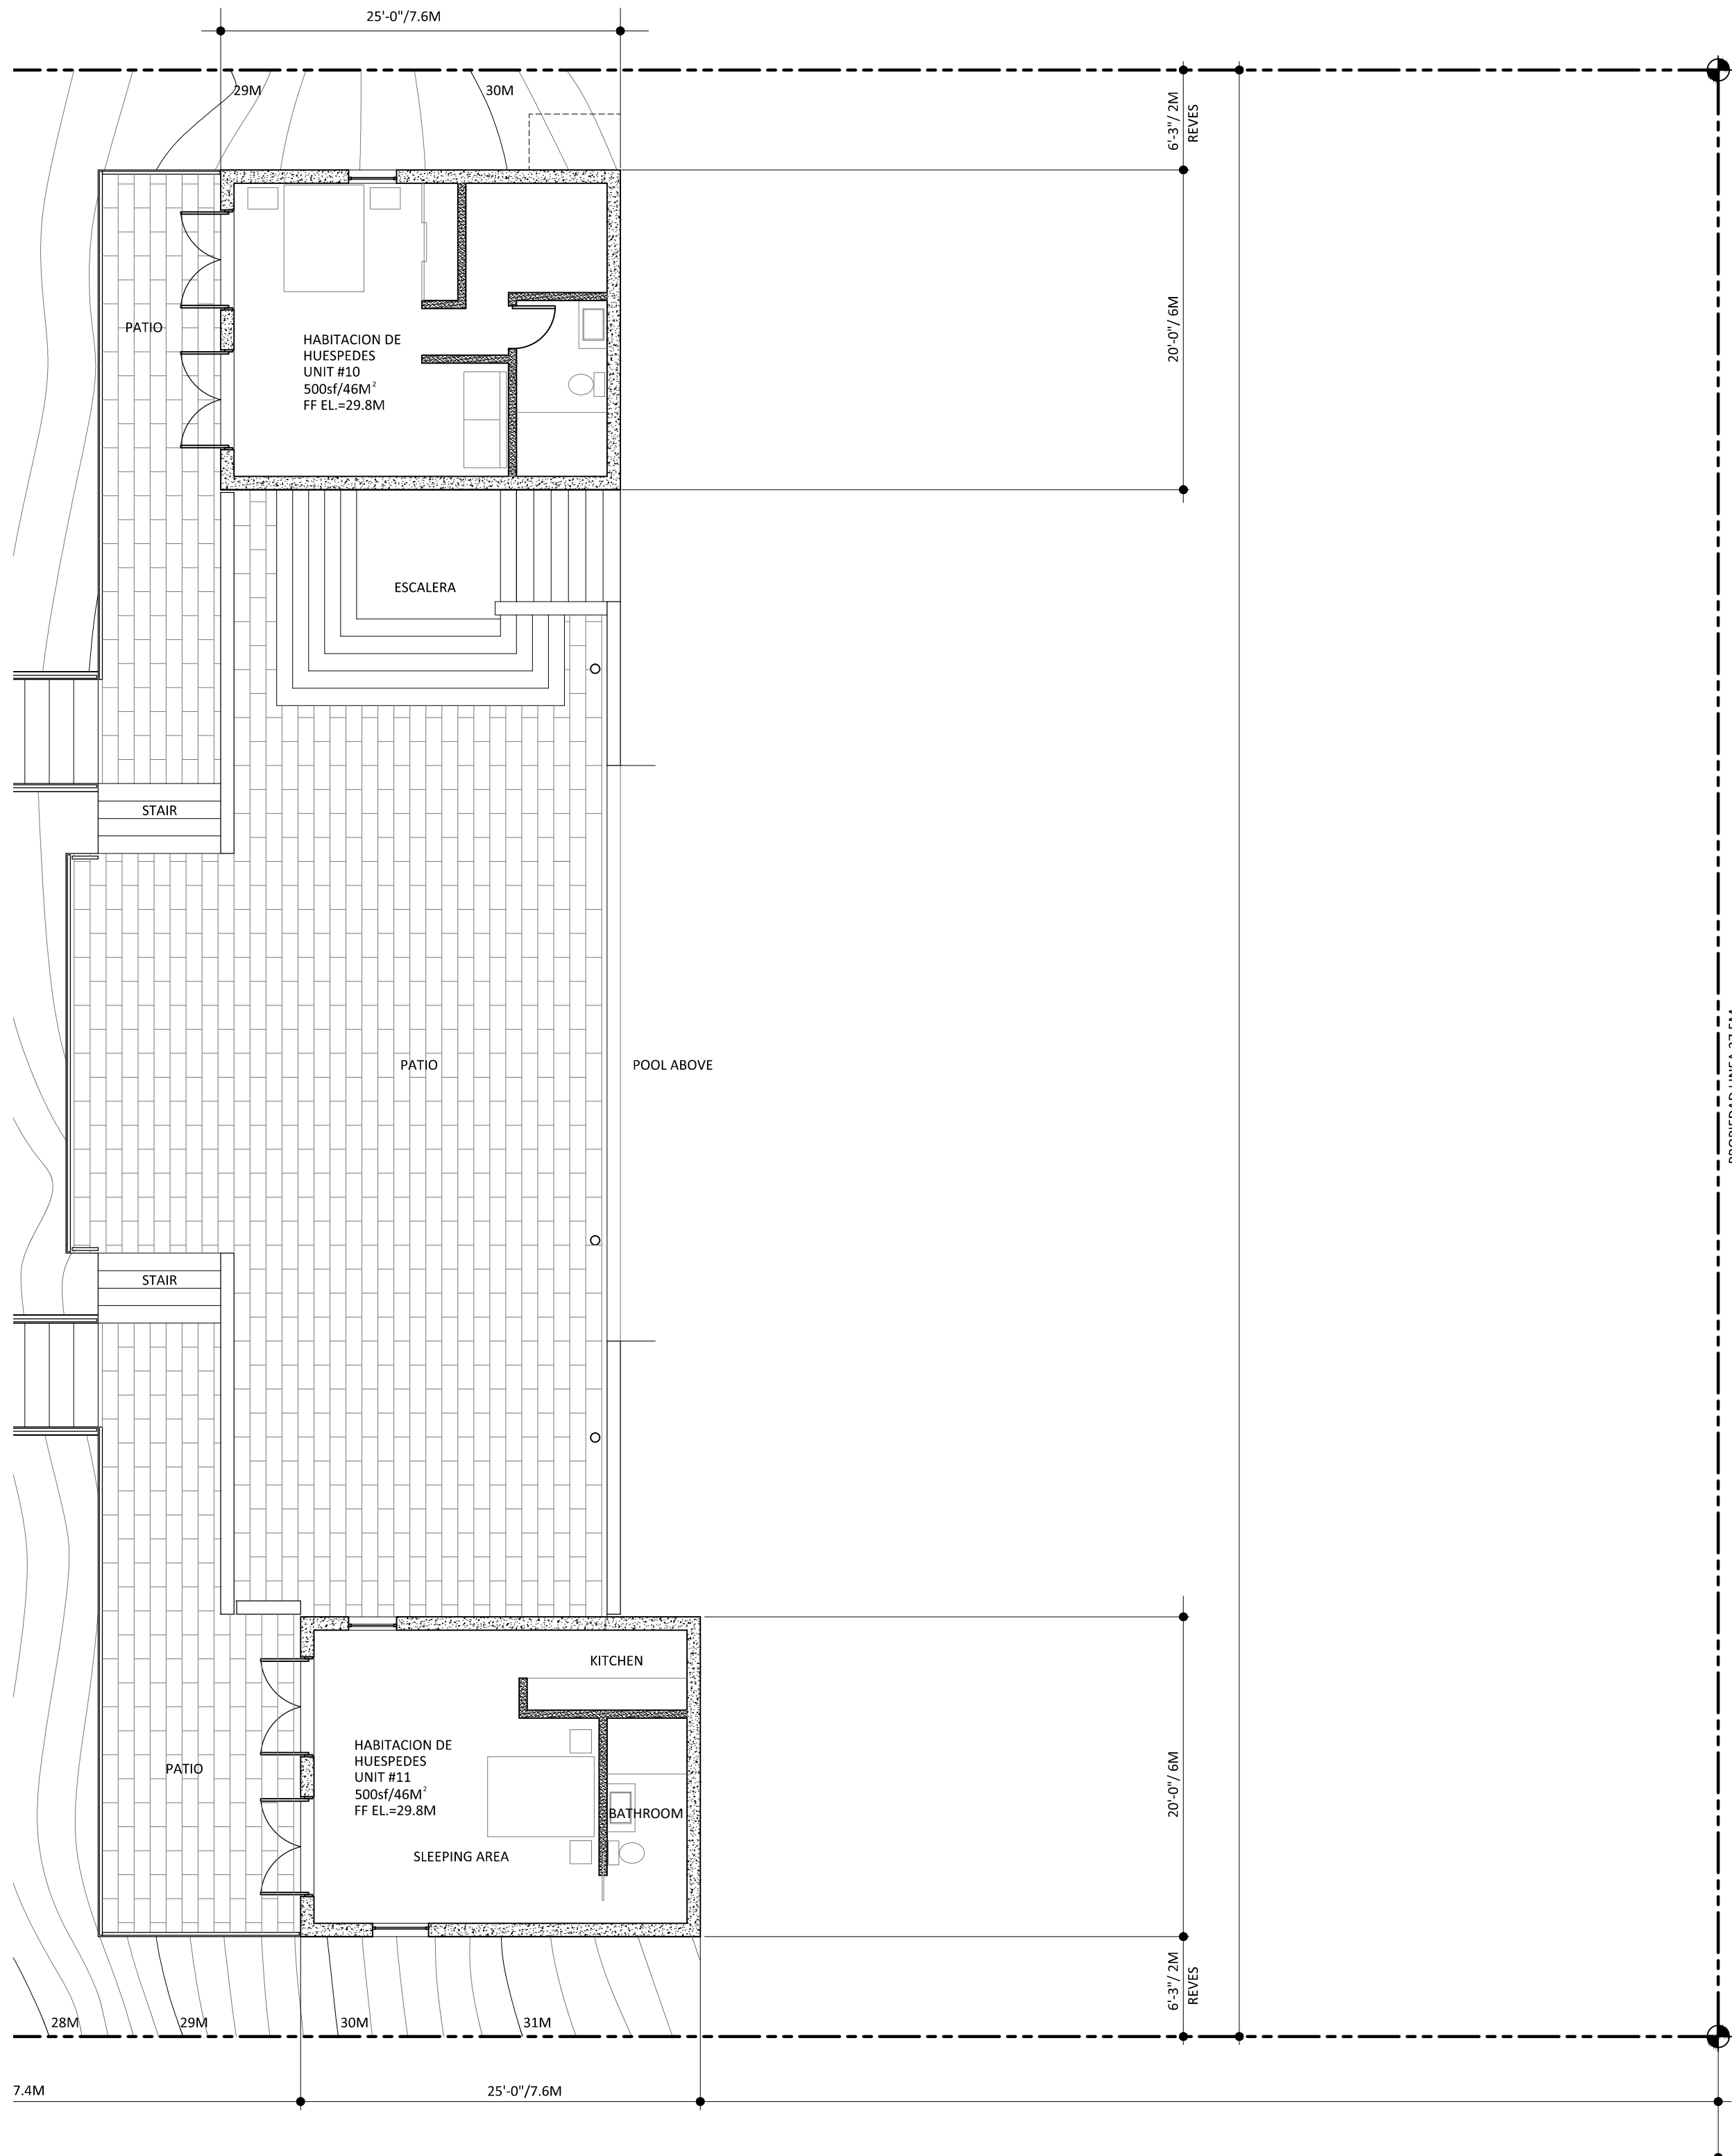 25'-0"/7.6M
29M
30M
6'-3"/ 2M
REVES
PATIO
HABITACION DE
HUESPEDES
UNIT #10
500sf/46M²
FF EL.=29.8M
20'-0"/ 6M
ESCALERA
STAIR
PATIO
POOL ABOVE
STAIR
KITCHEN
HABITACION DE
HUESPEDES
UNIT #11
500sf/46M²
FF EL.=29.8M
PATIO
BATHROOM
SLEEPING AREA
20'-0"/ 6M
6'-3"/ 2M
REVES
28M
29M
30M
31M
7.4M
25'-0"/7.6M